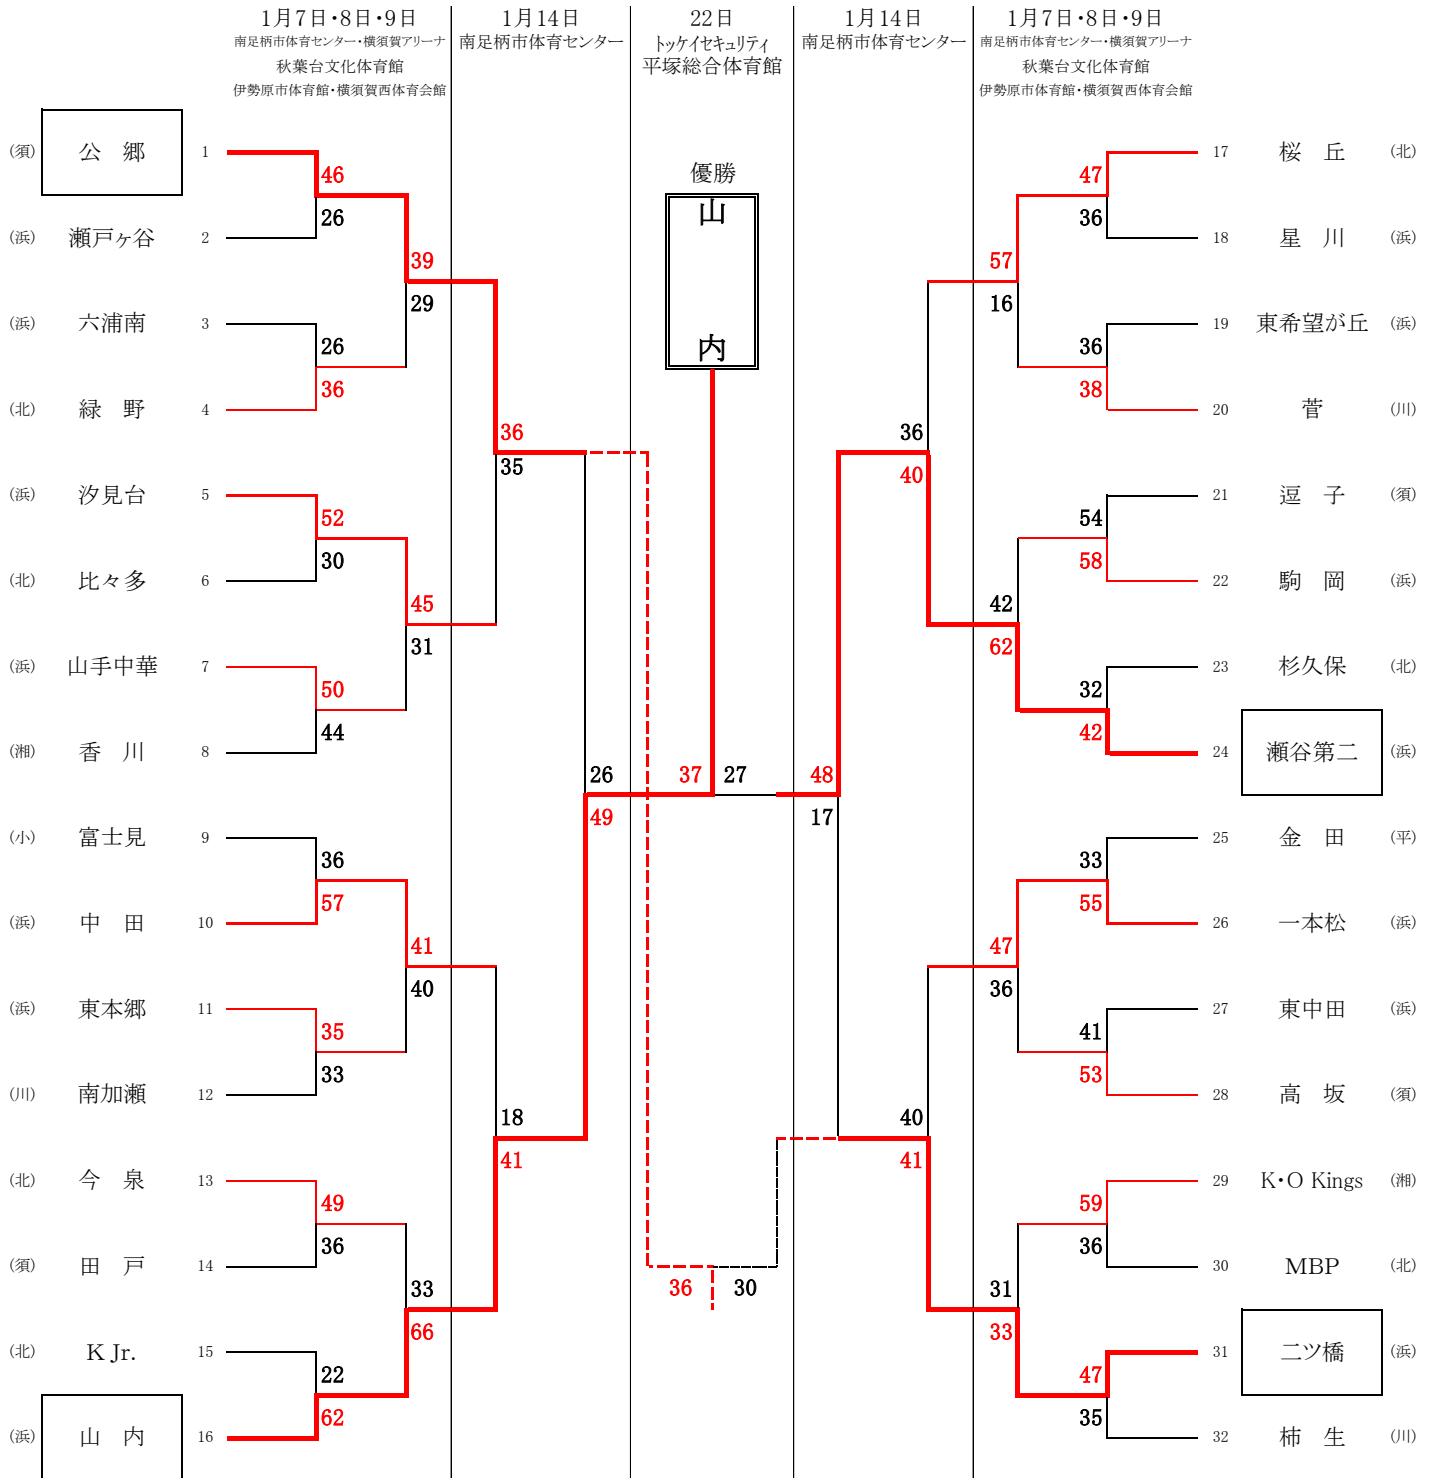 1月7日・8日・9日
南足柄市体育センター・横須賀アリーナ
秋葉台文化体育館
伊勢原市体育館・横須賀西体育会館
1月14日
南足柄市体育センター
22日
トッケイセキュリティ
平塚総合体育館
1月14日
南足柄市体育センター
1月7日・8日・9日
南足柄市体育センター・横須賀アリーナ
秋葉台文化体育館
伊勢原市体育館・横須賀西体育会館
(須) 公 郷 1
(浜) 瀬戸ヶ谷 2
(浜) 六浦南 3
(北) 緑 野 4
(浜) 汐見台 5
(北) 比々多 6
(浜) 山手中華 7
(湘) 香 川 8
(小) 富士見 9
(浜) 中 田 10
(浜) 東本郷 11
(川) 南加瀬 12
(北) 今 泉 13
(須) 田 戸 14
(北) K Jr. 15
(浜) 山 内 16
46
26
26
36
52
30
50
44
36
57
35
33
49
36
22
62
39
29
45
31
41
40
33
66
36
35
18
41
26
49
優勝
山
内
37 27
36 30
48
17
36
40
40
41
57
16
42
62
47
36
31
33
47
36
36
38
54
58
32
42
33
55
41
53
59
36
47
35
17 桜 丘 (北)
18 星 川 (浜)
19 東希望が丘 (浜)
20 菅 (川)
21 逗 子 (須)
22 駒 岡 (浜)
23 杉久保 (北)
24 瀬谷第二 (浜)
25 金 田 (平)
26 一本松 (浜)
27 東中田 (浜)
28 高 坂 (須)
29 K・O Kings (湘)
30 MBP (北)
31 二ツ橋 (浜)
32 柿 生 (川)